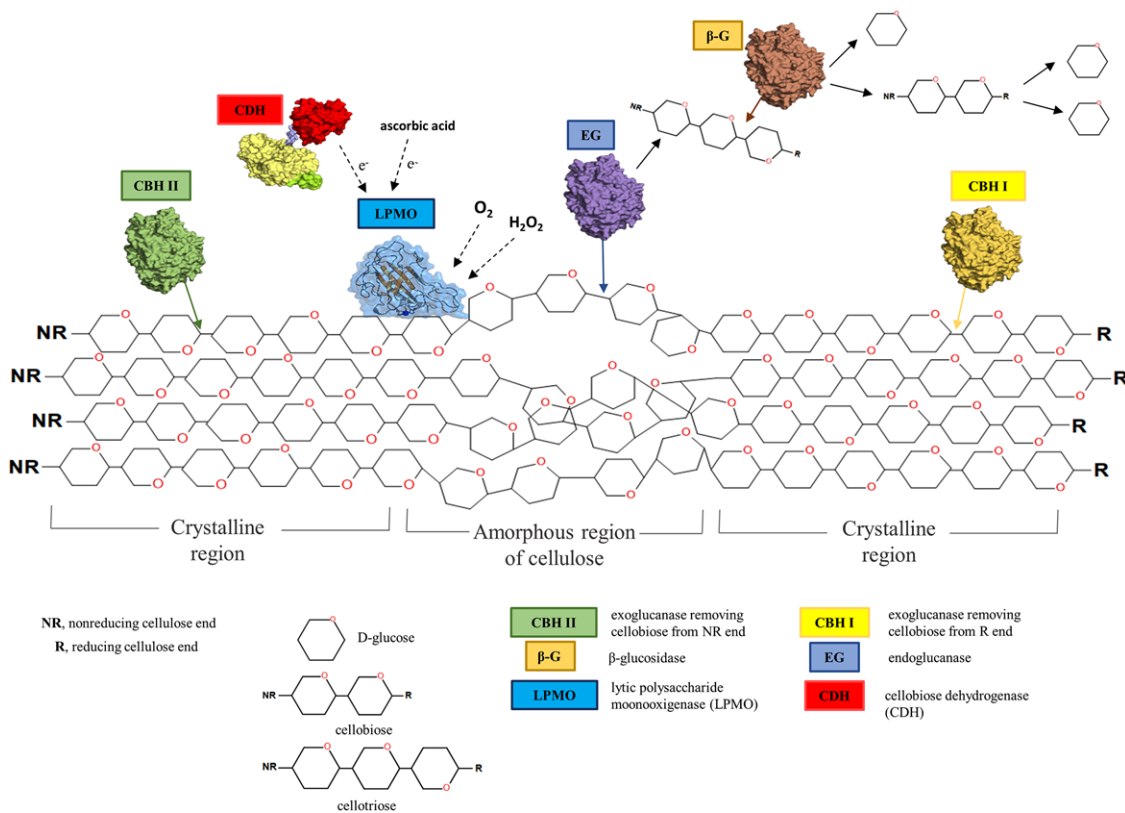 β-G
CDH
ascorbic acid
e-
e-
EG
NR
R
NR
R
CBH II
LPMO
O2
H2O2
CBH I
NR
R
NR
R
NR
R
NR
R
Crystalline
region
Amorphous region
of cellulose
Crystalline
region
NR, nonreducing cellulose end
R, reducing cellulose end
D-glucose
NR
R
cellobiose
NR
R
cellotriose
CBH II
exoglucanase removing
cellobiose from NR end
CBH I
exoglucanase removing
cellobiose from R end
β-G
β-glucosidase
EG
endoglucanase
LPMO
lytic polysaccharide
moonooxigenase (LPMO)
CDH
cellobiose dehydrogenase
(CDH)